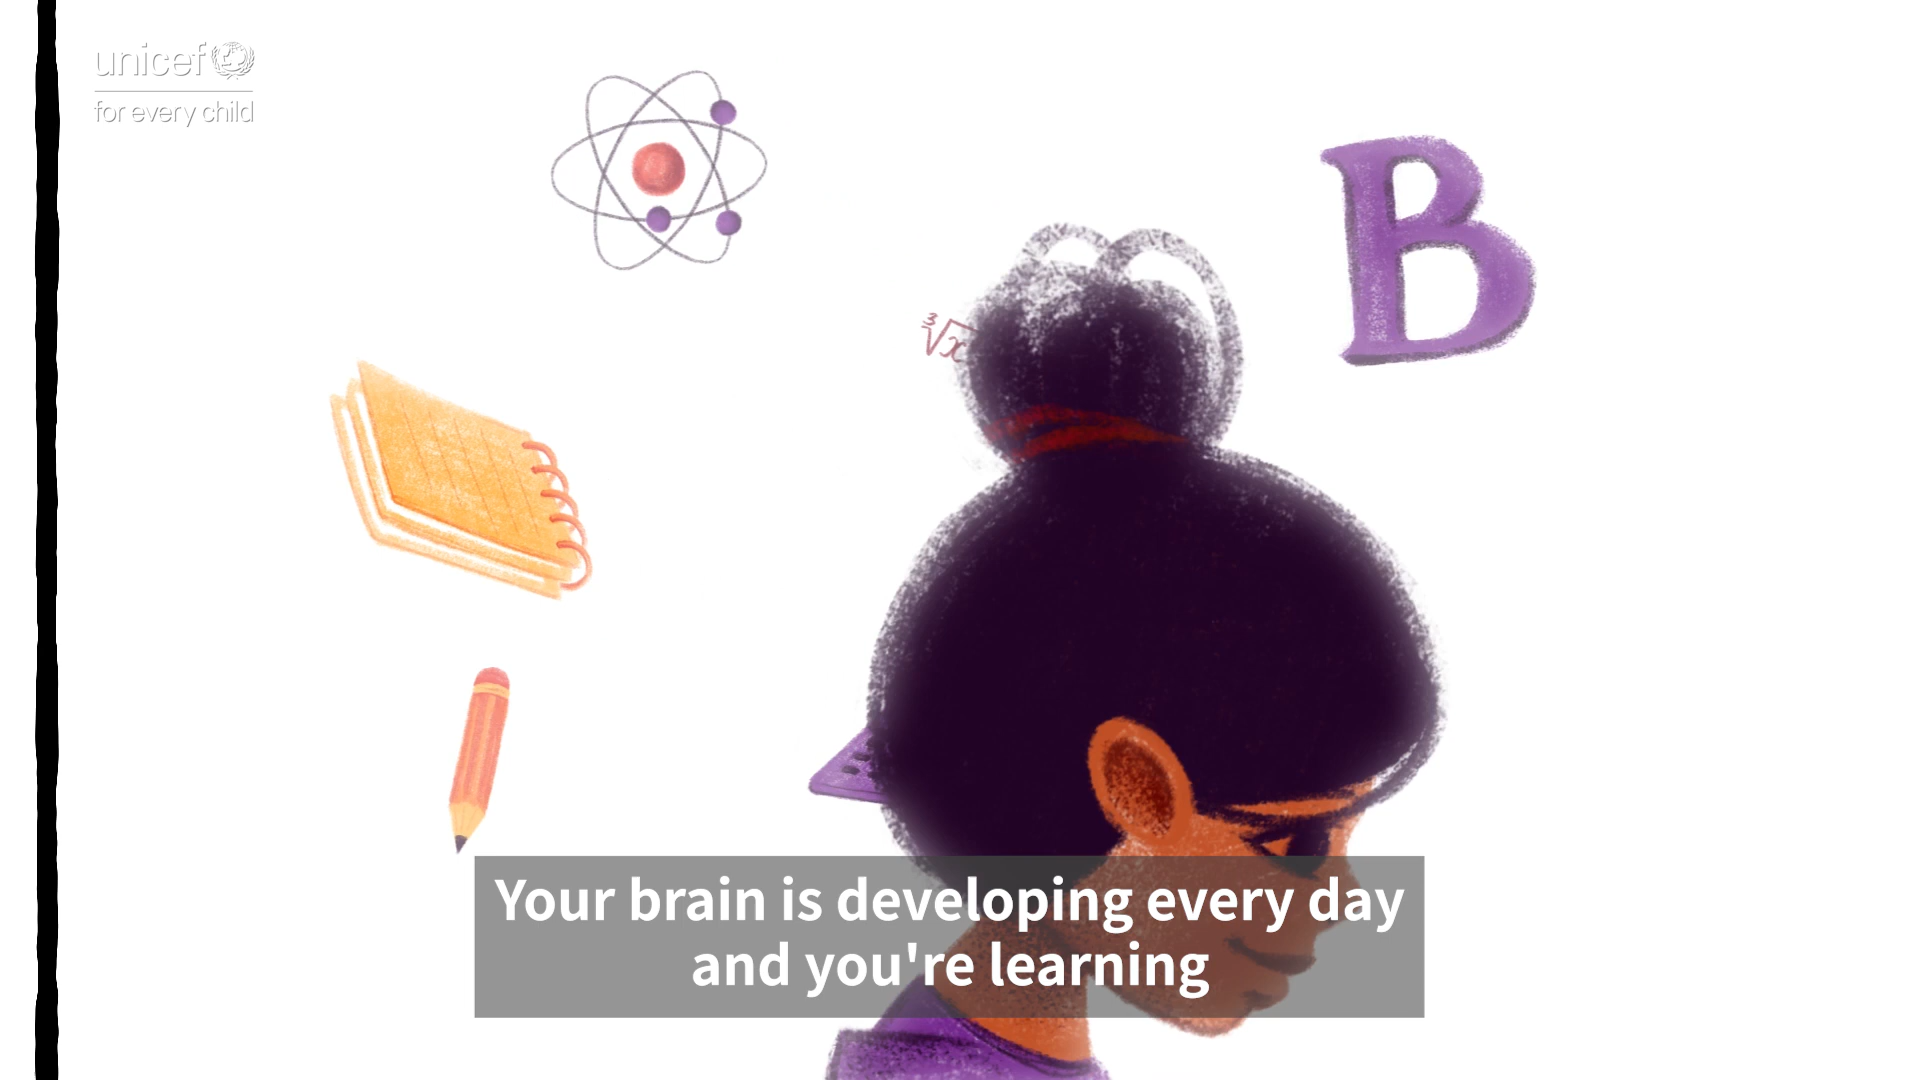 unicef
for every child
B
∛x
Your brain is developing every day
and you're learning